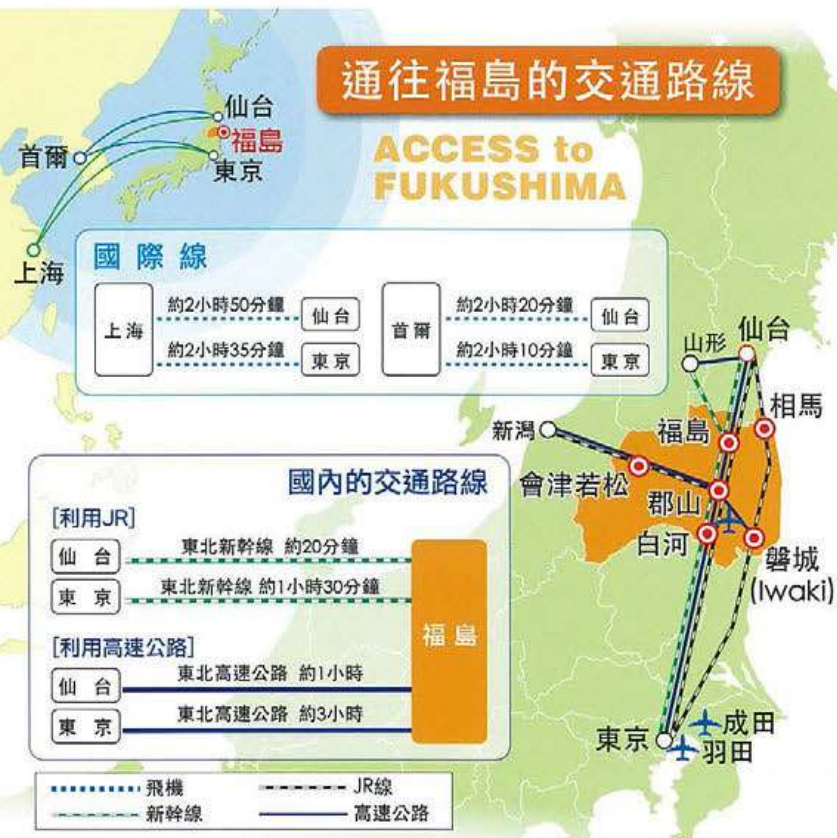 通往福島的交通路線
ACCESS to
FUKUSHIMA
仙台
福島
首爾
東京
上海
國際線
上海
約2小時50分鐘
仙台
約2小時35分鐘
東京
首爾
約2小時20分鐘
仙台
約2小時10分鐘
東京
山形
仙台
相馬
新潟
福島
會津若松
郡山
白河
磐城
(Iwaki)
東京
成田
羽田
國內的交通路線
[利用JR]
仙台
東北新幹線 約20分鐘
東京
東北新幹線 約1小時30分鐘
福島
[利用高速公路]
仙台
東北高速公路 約1小時
東京
東北高速公路 約3小時
飛機
JR線
新幹線
高速公路